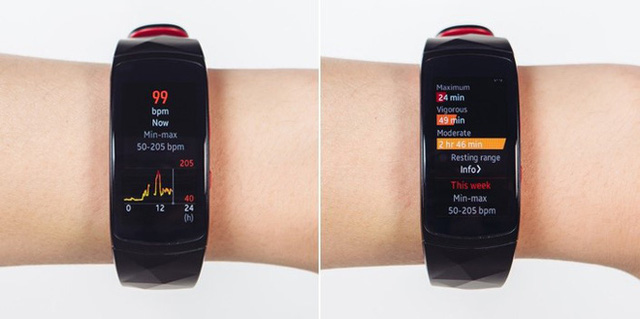 99
bpm
Now
Min-max
50-205 bpm
205
40
0 12 24
(h)
Maximum
24 min
Vigorous
49 min
Moderate
2 hr 46 min
Resting range
Info>
This week
Min-max
50-205 bpm